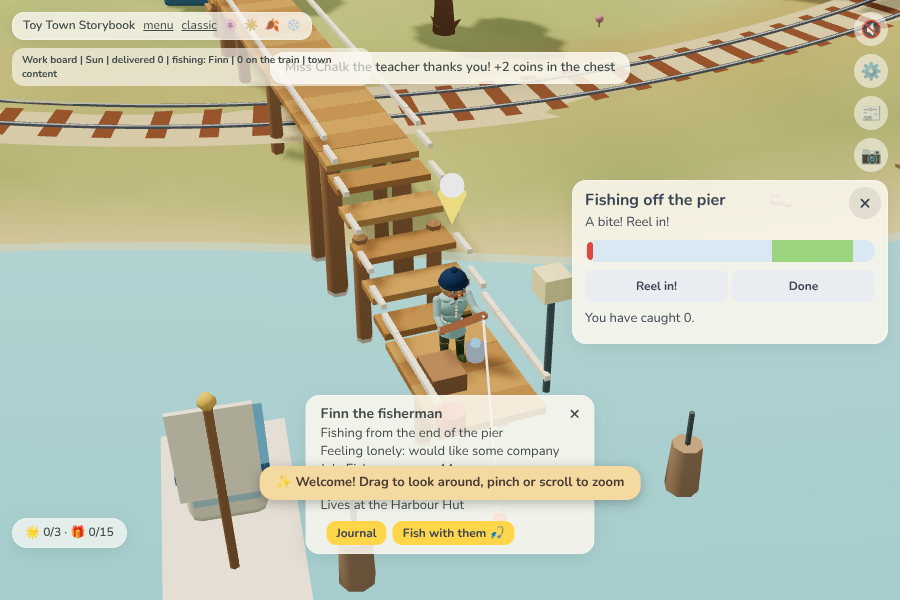 Toy Town Storybook menu classic
Work board | Sun | delivered 0 | fishing: Finn | 0 on the train | town
content
Miss Chalk the teacher thanks you! +2 coins in the chest
Fishing off the pier
A bite! Reel in!
Reel in! Done
You have caught 0.
Finn the fisherman
Fishing from the end of the pier
Feeling lonely: would like some company
✨ Welcome! Drag to look around, pinch or scroll to zoom
Lives at the Harbour Hut
Journal Fish with them 🎣
🌟 0/3 · 🎁 0/15